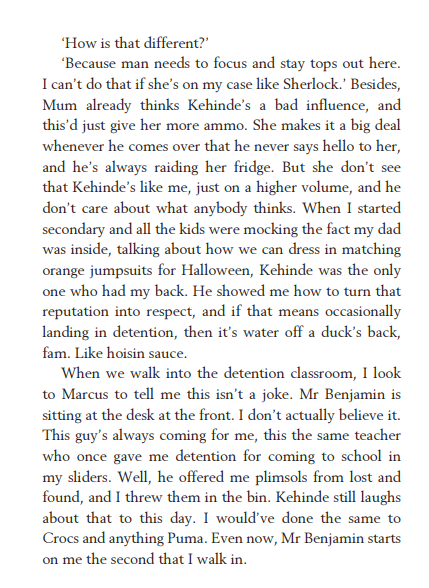 ‘How is that different?’
‘Because man needs to focus and stay tops out here.
I can’t do that if she’s on my case like Sherlock.’ Besides,
Mum already thinks Kehinde’s a bad influence, and
this’d just give her more ammo. She makes it a big deal
whenever he comes over that he never says hello to her,
and he’s always raiding her fridge. But she don’t see
that Kehinde’s like me, just on a higher volume, and he
don’t care about what anybody thinks. When I started
secondary and all the kids were mocking the fact my dad
was inside, talking about how we can dress in matching
orange jumpsuits for Halloween, Kehinde was the only
one who had my back. He showed me how to turn that
reputation into respect, and if that means occasionally
landing in detention, then it’s water off a duck’s back,
fam. Like hoisin sauce.
When we walk into the detention classroom, I look
to Marcus to tell me this isn’t a joke. Mr Benjamin is
sitting at the desk at the front. I don’t actually believe it.
This guy’s always coming for me, this the same teacher
who once gave me detention for coming to school in
my sliders. Well, he offered me plimsols from lost and
found, and I threw them in the bin. Kehinde still laughs
about that to this day. I would’ve done the same to
Crocs and anything Puma. Even now, Mr Benjamin starts
on me the second that I walk in.